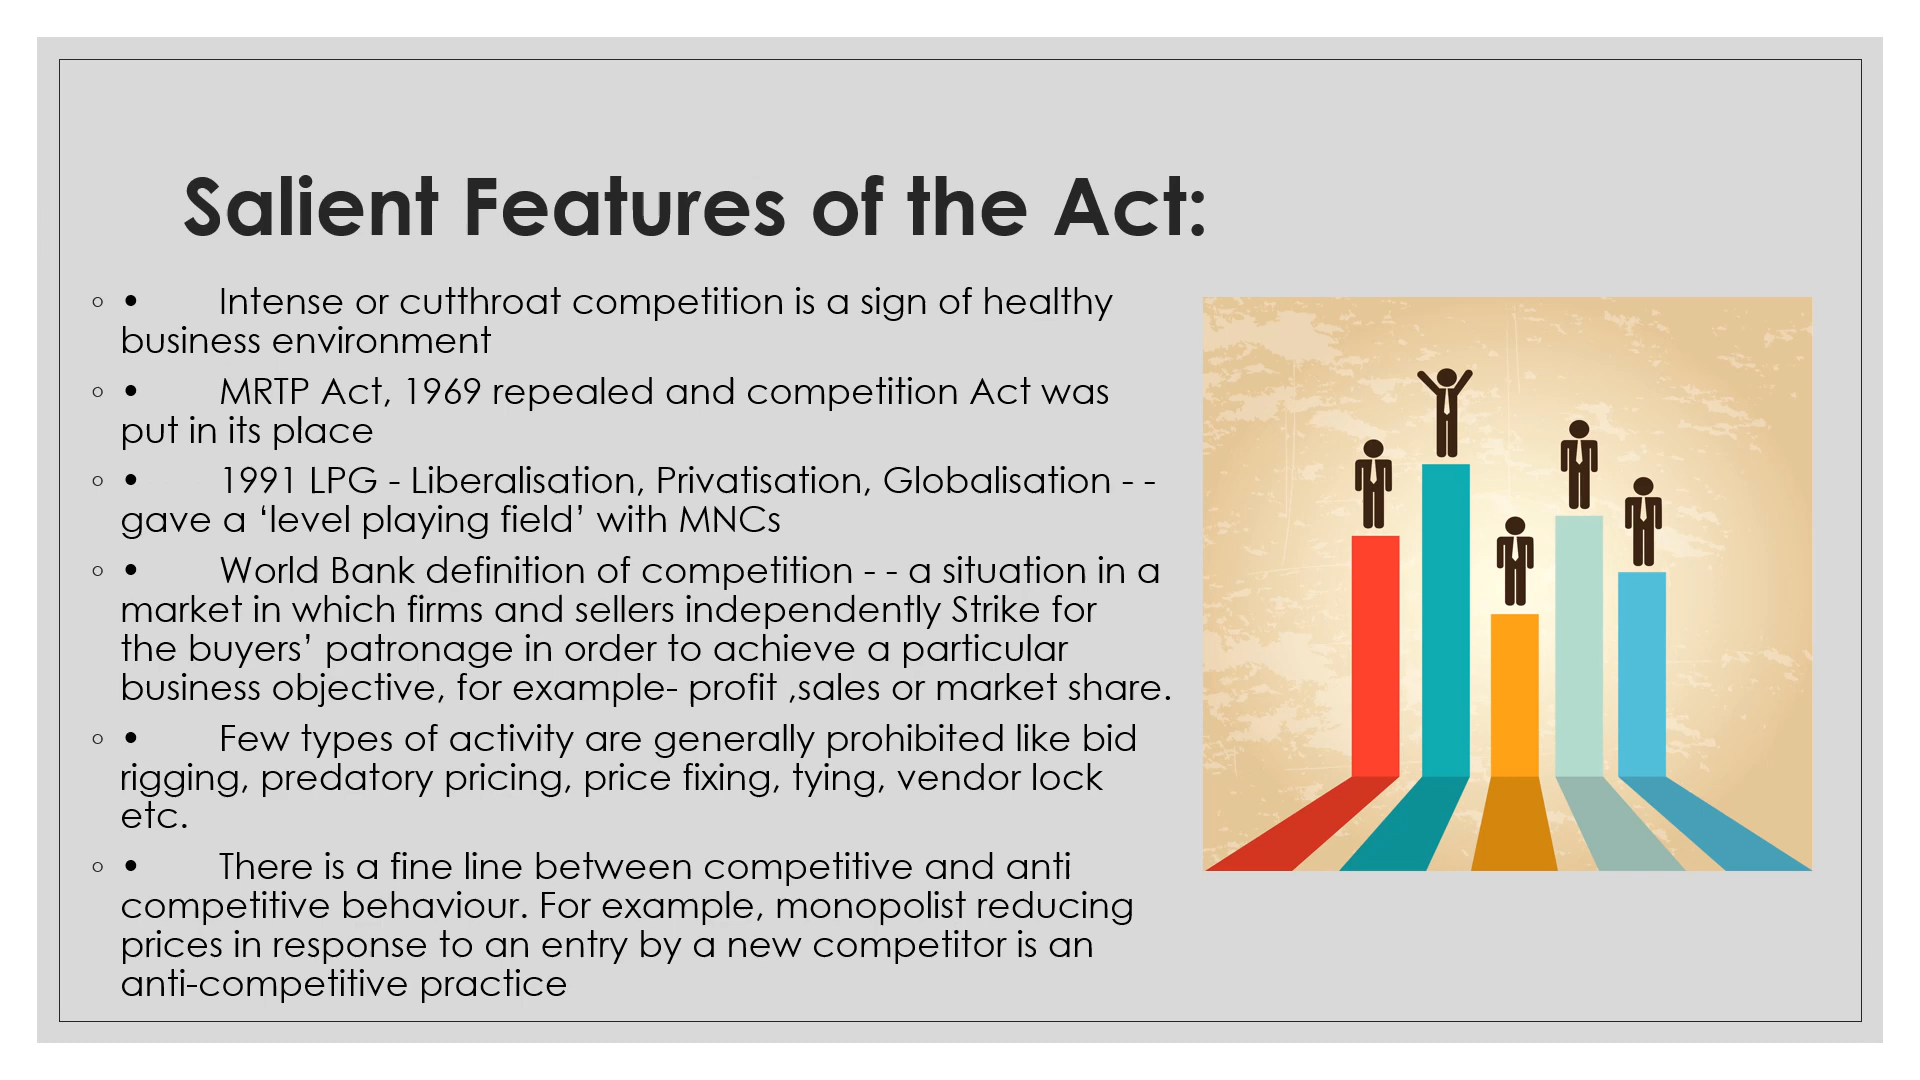 Salient Features of the Act:
◦ • Intense or cutthroat competition is a sign of healthy
business environment
◦ • MRTP Act, 1969 repealed and competition Act was
put in its place
◦ • 1991 LPG - Liberalisation, Privatisation, Globalisation - -
gave a ‘level playing field’ with MNCs
◦ • World Bank definition of competition - - a situation in a
market in which firms and sellers independently Strike for
the buyers’ patronage in order to achieve a particular
business objective, for example- profit ,sales or market share.
◦ • Few types of activity are generally prohibited like bid
rigging, predatory pricing, price fixing, tying, vendor lock
etc.
◦ • There is a fine line between competitive and anti
competitive behaviour. For example, monopolist reducing
prices in response to an entry by a new competitor is an
anti-competitive practice